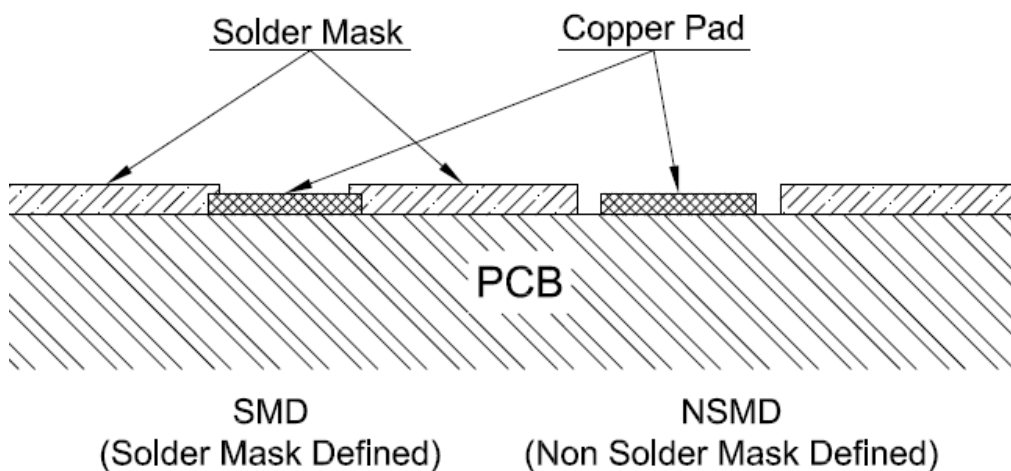 Solder Mask
Copper Pad
PCB
SMD
(Solder Mask Defined)
NSMD
(Non Solder Mask Defined)